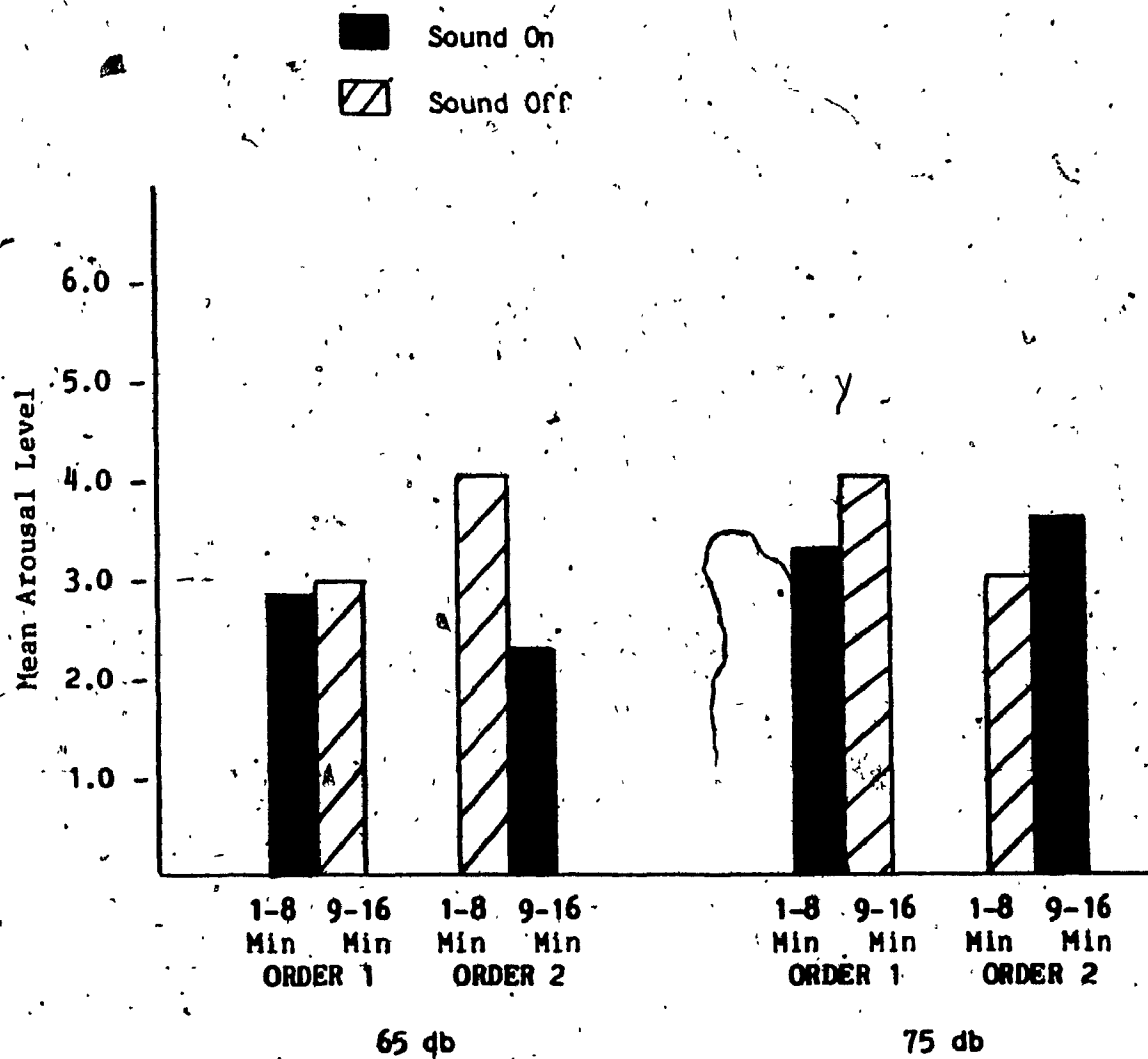 Sound On
Sound Off
Mean Arousal Level
6.0
5.0
4.0
3.0
2.0
1.0
1-8 9-16 1-8 9-16 1-8 9-16 1-8 9-16
Min Min Min Min Min Min Min Min
ORDER 1 ORDER 2 ORDER 1 ORDER 2
65 db 75 db